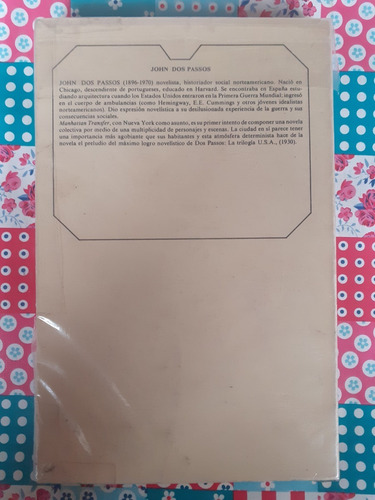 JOHN DOS PASSOS
JOHN DOS PASSOS (1896-1970) novelista, historiador social norteamericano. Nació en
Chicago, descendiente de portugueses, educado en Harvard. Se encontraba en España estu-
diando arquitectura cuando los Estados Unidos entraron en la Primera Guerra Mundial; ingresó
en el cuerpo de ambulancias (como Hemingway, E.E. Cummings y otros jóvenes idealistas
norteamericanos). Dio expresión novelística a su desilusionada experiencia de la guerra y sus
consecuencias sociales.
Manhattan Transfer, con Nueva York como asunto, es su primer intento de componer una novela
colectiva por medio de una multiplicidad de personajes y escenas. La ciudad en sí parece tener
una importancia más agobiante que sus habitantes y esta atmósfera determinista hace de la
novela el preludio del máximo logro novelístico de Dos Passos: La trilogía U.S.A., (1930).